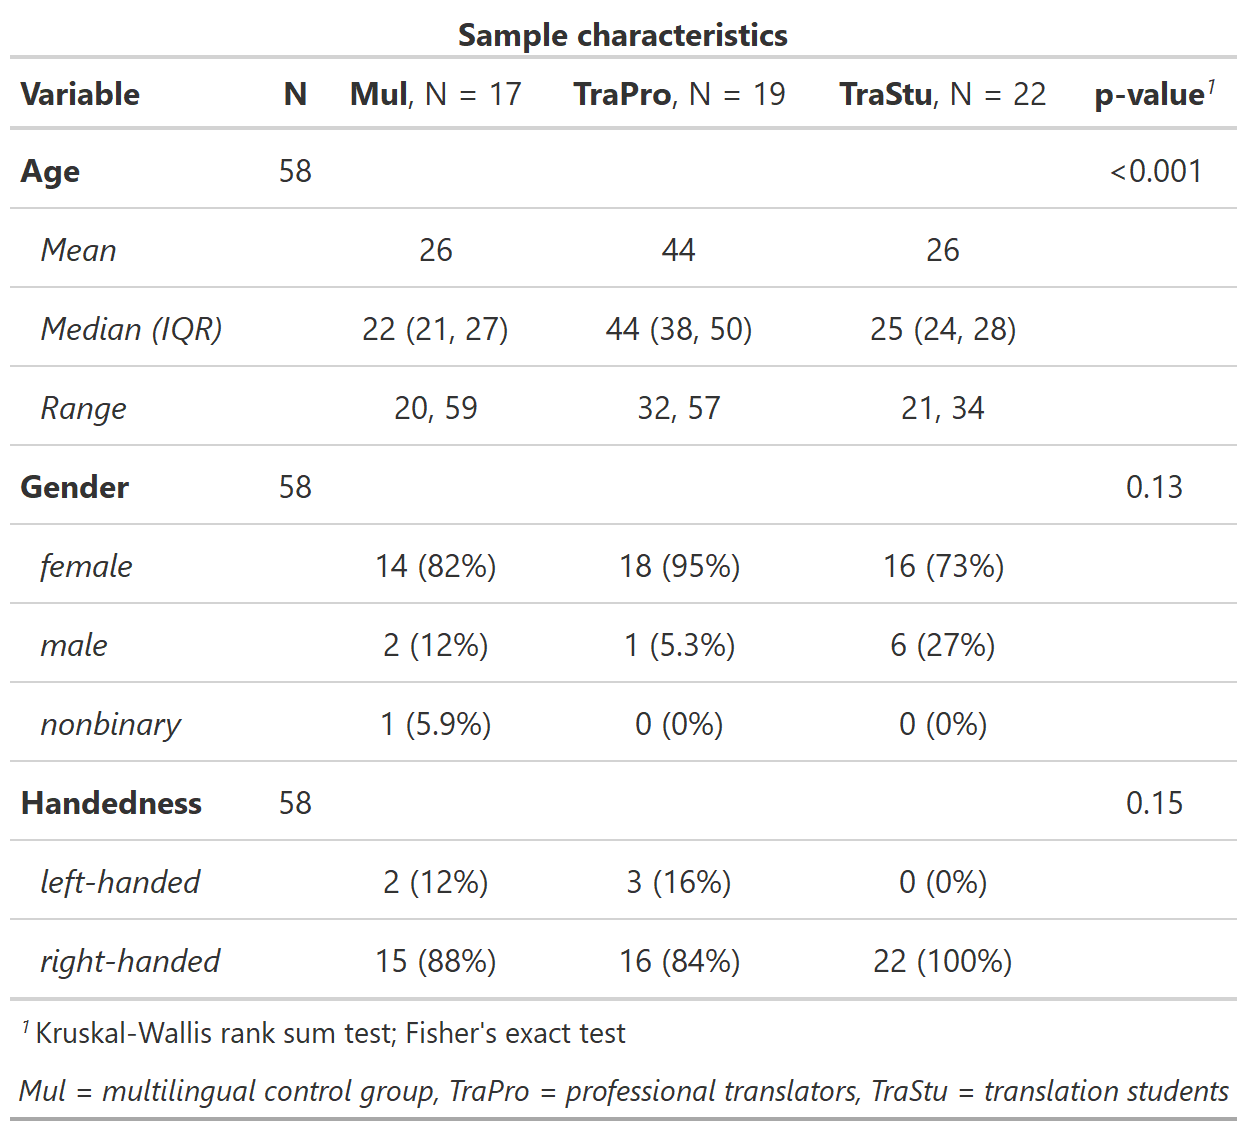 Sample characteristics
Variable N Mul, N = 17 TraPro, N = 19 TraStu, N = 22 p-value1
Age 58 <0.001
Mean 26 44 26
Median (IQR) 22 (21, 27) 44 (38, 50) 25 (24, 28)
Range 20, 59 32, 57 21, 34
Gender 58 0.13
female 14 (82%) 18 (95%) 16 (73%)
male 2 (12%) 1 (5.3%) 6 (27%)
nonbinary 1 (5.9%) 0 (0%) 0 (0%)
Handedness 58 0.15
left-handed 2 (12%) 3 (16%) 0 (0%)
right-handed 15 (88%) 16 (84%) 22 (100%)
1 Kruskal-Wallis rank sum test; Fisher's exact test
Mul = multilingual control group, TraPro = professional translators, TraStu = translation students